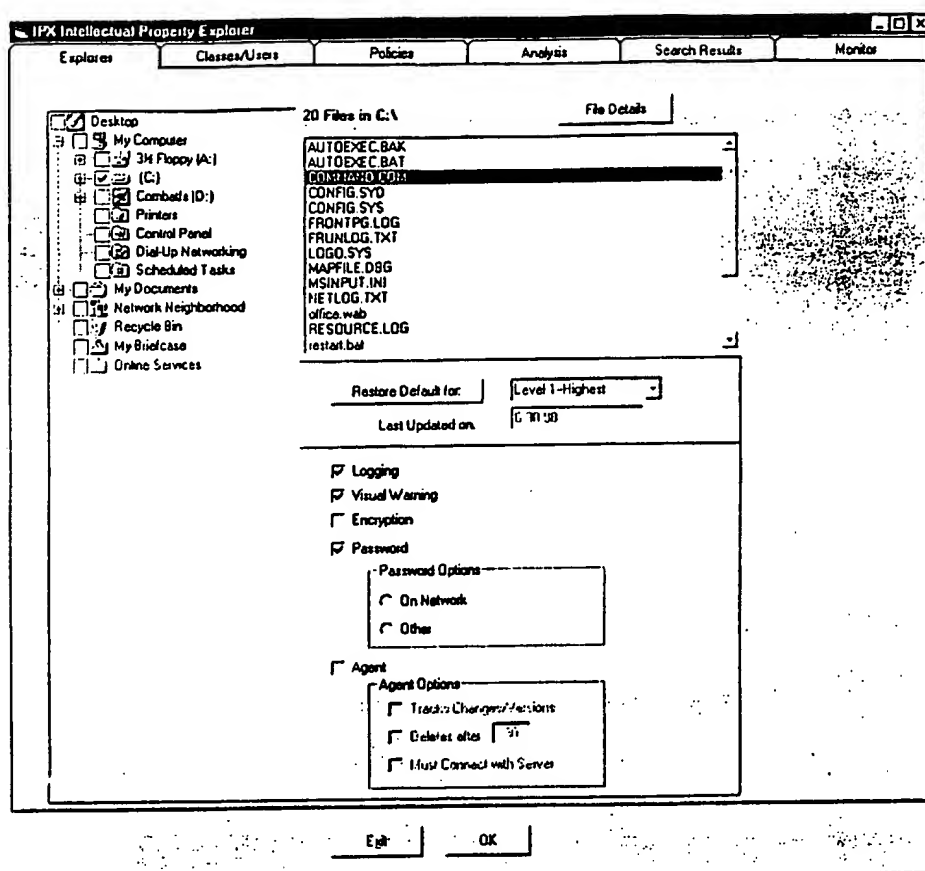 IPX Intellectual Property Explorer
Explorer Classes/Users Policies Analysis Search Results Monitor
Desktop
My Computer
3½ Floppy (A:)
(C:)
(D:)
Printers
Control Panel
Dial-Up Networking
Scheduled Tasks
My Documents
Network Neighborhood
Recycle Bin
My Briefcase
Online Services
20 Files in C:\
File Details
AUTOEXEC.BAK
AUTOEXEC.BAT
COMMAND.COM
CONFIG.SYD
CONFIG.SYS
FRONTPG.LOG
FRUNLOG.TXT
LOGO.SYS
MAPFILE.DBG
MSINPUT.INI
NETLOG.TXT
office.wab
RESOURCE.LOG
restart.bat
Restore Default for:
Level 1-Highest
Last Updated on:
Logging
Visual Warning
Encryption
Password
Password Options
On Network
Other
Agent
Agent Options
Tracks Changes/Versions
Deletes after
Must Connect with Server
Exit OK